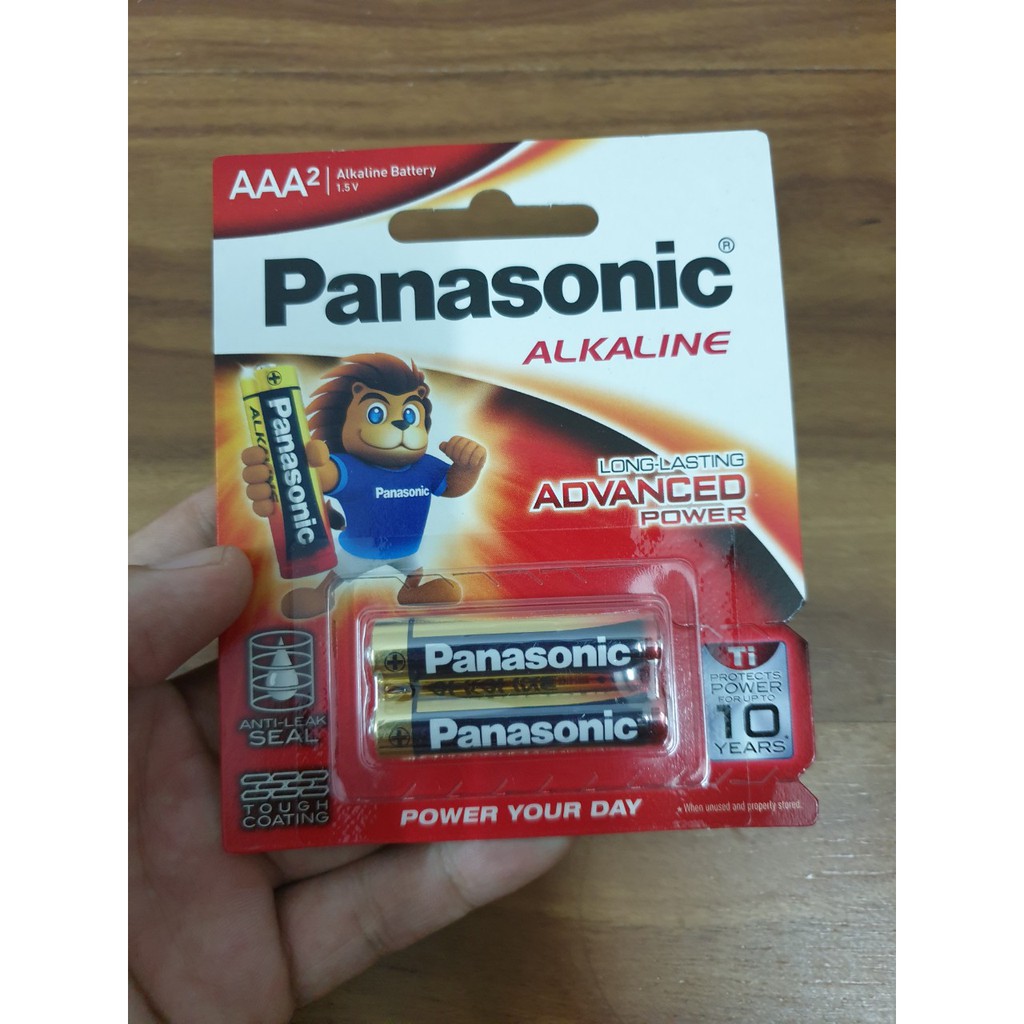 AAA²
Alkaline Battery
1.5 V
Panasonic®
ALKALINE
Panasonic
Panasonic
LONG-LASTING
ADVANCED
POWER
Panasonic
Panasonic
ANTI-LEAK
SEAL
TOUGH
COATING
Ti
PROTECTS
POWER
FOR UP TO
10
YEARS*
POWER YOUR DAY
* When unused and properly stored.